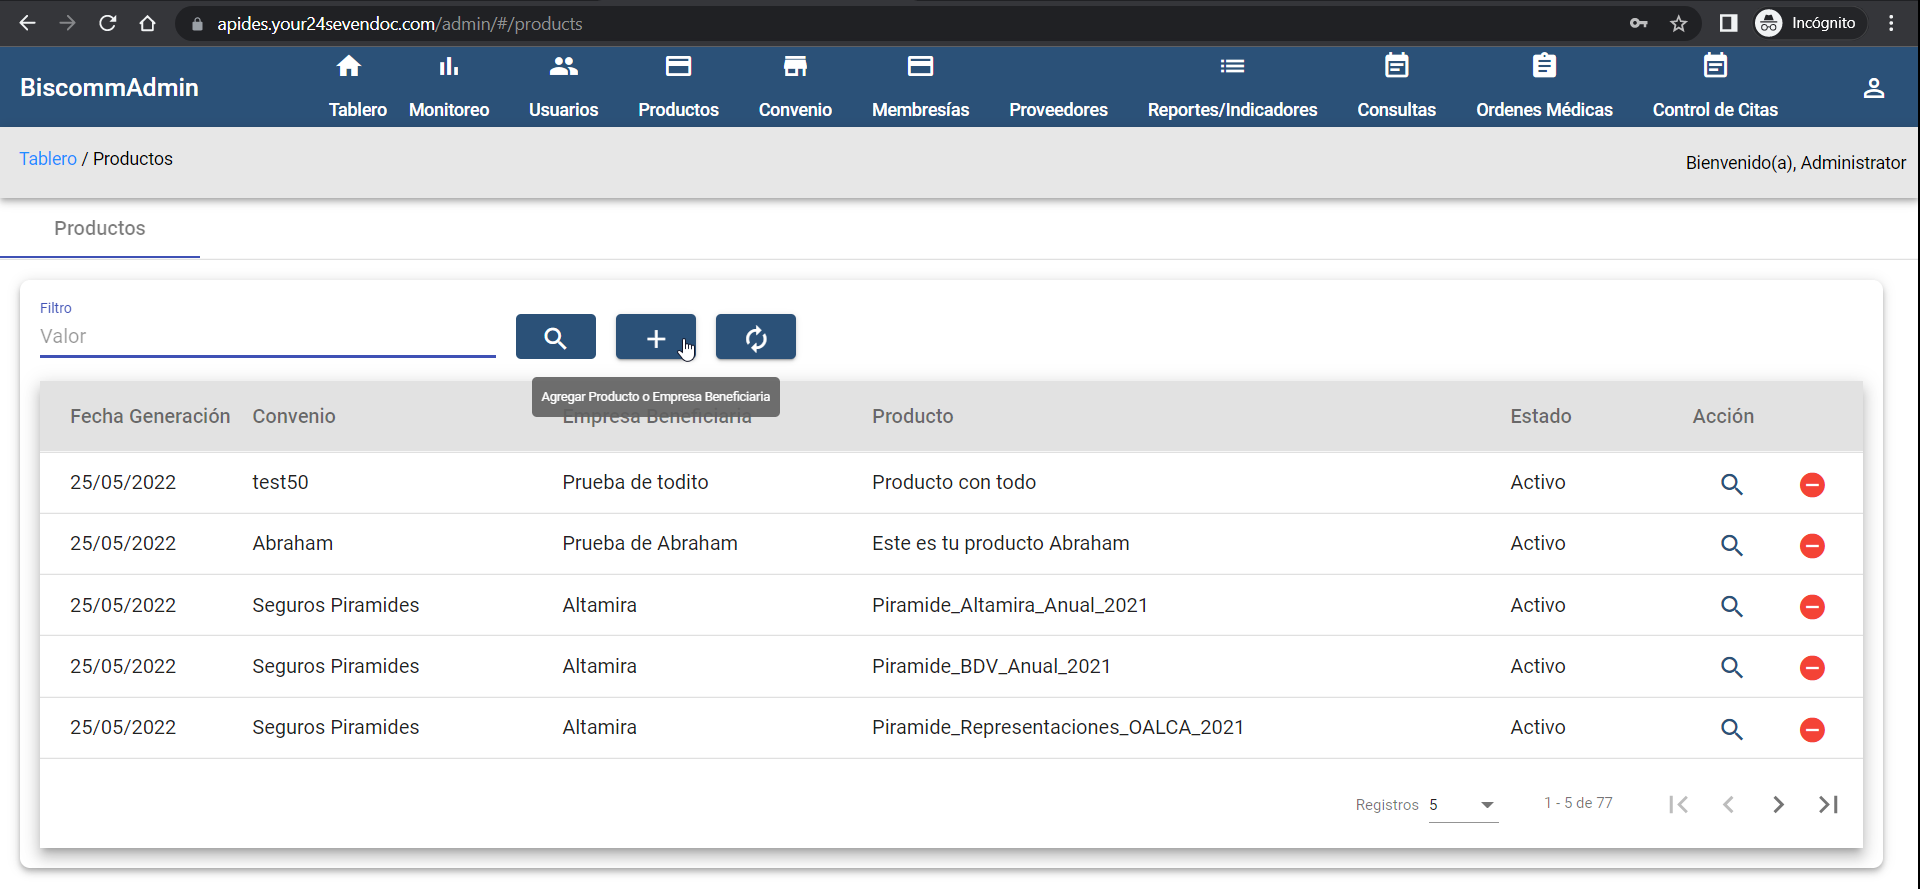 apides.your24sevendoc.com/admin/#/products
Incógnito
BiscommAdmin
Tablero
Monitoreo
Usuarios
Productos
Convenio
Membresías
Proveedores
Reportes/Indicadores
Consultas
Ordenes Médicas
Control de Citas
Tablero / Productos
Bienvenido(a), Administrator
Productos
Filtro
Valor
Agregar Producto o Empresa Beneficiaria
Fecha Generación Convenio Empresa Beneficiaria Producto Estado Acción
25/05/2022 test50 Prueba de todito Producto con todo Activo
25/05/2022 Abraham Prueba de Abraham Este es tu producto Abraham Activo
25/05/2022 Seguros Piramides Altamira Piramide_Altamira_Anual_2021 Activo
25/05/2022 Seguros Piramides Altamira Piramide_BDV_Anual_2021 Activo
25/05/2022 Seguros Piramides Altamira Piramide_Representaciones_OALCA_2021 Activo
Registros 5 1 - 5 de 77